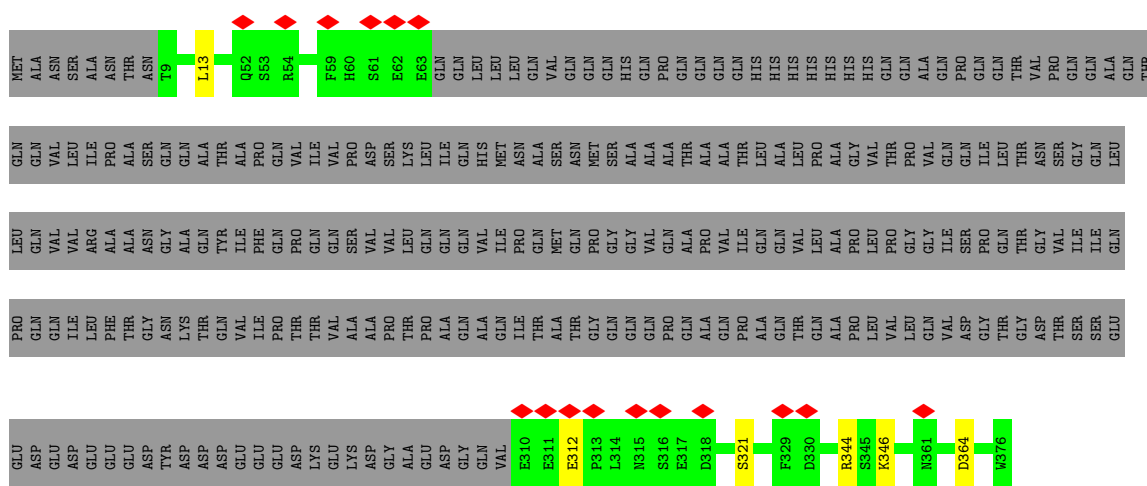 MET ALA ASN SER ALA ASN THR ASN T9 L13 Q52 S53 R54 F59 H60 S61 E62 E63 GLN GLN LEU LEU LEU GLN VAL GLN GLN GLN HIS GLN PRO GLN GLN GLN GLN HIS HIS HIS HIS HIS HIS HIS GLN GLN ALA GLN PRO GLN GLN THR VAL PRO GLN GLN ALA GLN TYR
GLN GLN VAL LEU ILE PRO ALA SER GLN GLN ALA THR ALA PRO GLN VAL ILE VAL PRO ASP SER LYS LEU ILE GLN HIS MET ASN ALA SER ASN MET SER ALA ALA ALA THR ALA ALA THR LEU ALA LEU PRO ALA GLY VAL THR PRO VAL GLN GLN ILE LEU THR ASN SER GLY GLN LEU
LEU GLN VAL VAL ARG ALA ALA ASN GLY ALA GLN TYR ILE PHE GLN PRO GLN GLN SER VAL VAL LEU GLN GLN GLN VAL ILE PRO GLN MET GLN PRO GLY GLY VAL GLN ALA PRO VAL ILE GLN GLN VAL LEU ALA PRO LEU PRO GLY GLY ILE SER PRO GLN THR GLY VAL ILE ILE GLN
PRO GLN GLN ILE LEU PHE THR GLY ASN LYS THR GLN VAL ILE PRO THR THR VAL ALA ALA PRO THR PRO ALA GLN ALA GLN ILE THR ALA THR GLY GLN GLN GLN PRO GLN ALA GLN PRO ALA GLN THR GLN ALA PRO LEU VAL LEU GLN VAL ASP GLY THR GLY ASP THR SER SER GLU
GLU ASP GLU ASP GLU GLU GLU ASP TYR ASP ASP ASP GLU GLU GLU ASP LYS GLU LYS ASP GLY ALA GLU ASP GLY GLN VAL E310 E311 E312 P313 L314 N315 S316 E317 D318 S321 F329 D330 R344 S345 K346 N361 D364 W376